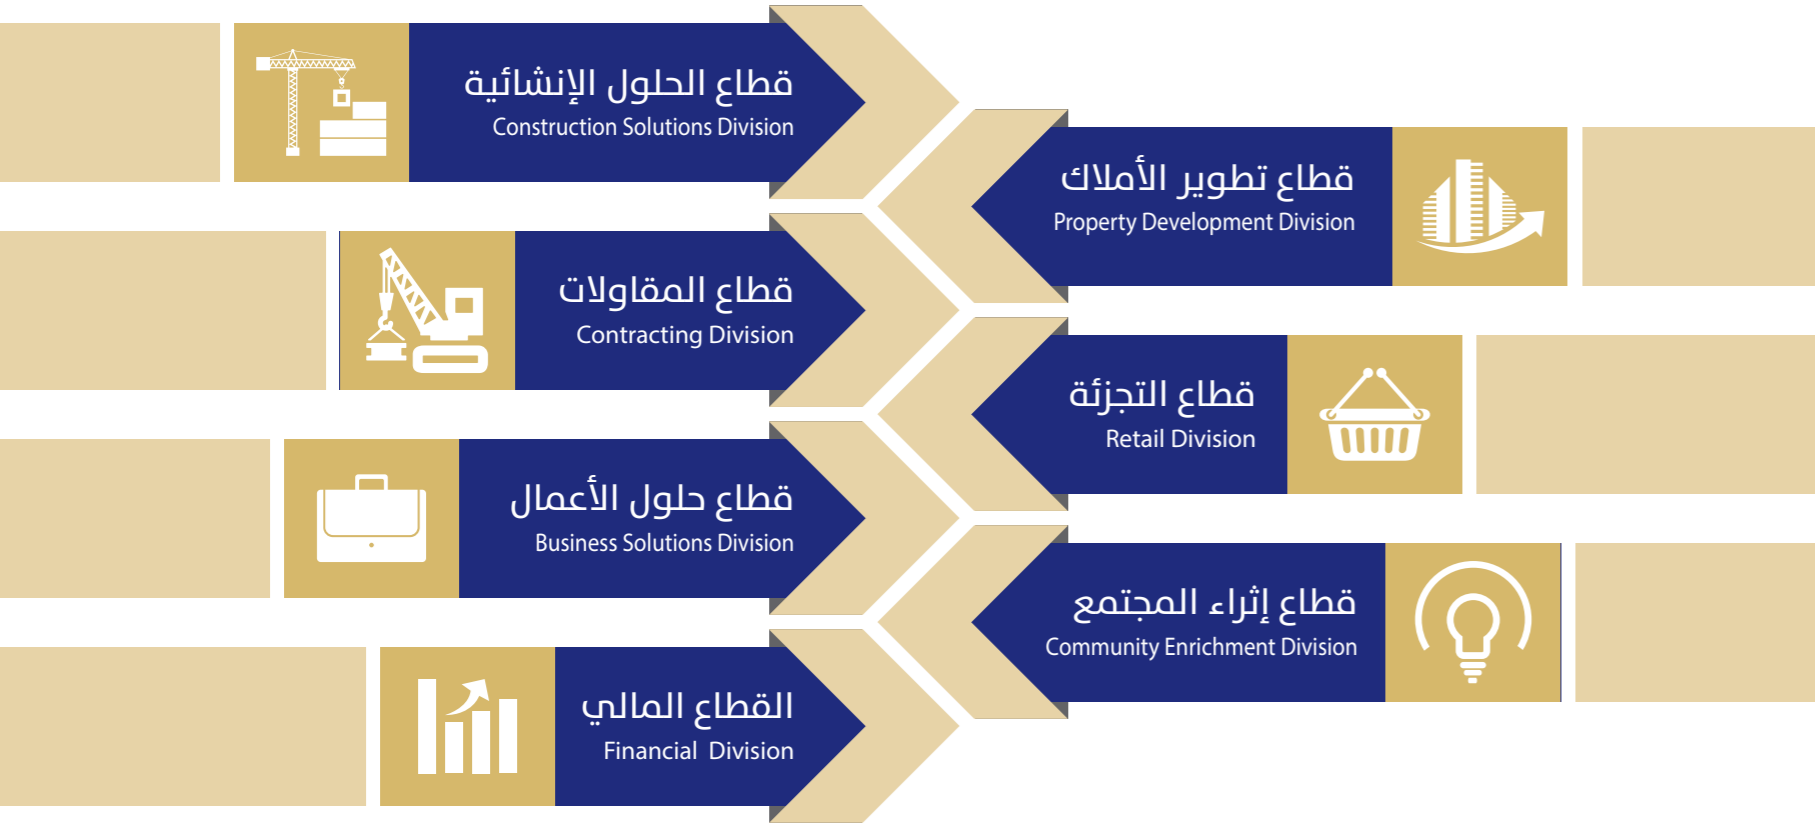 قطاع الحلول الإنشائية
Construction Solutions Division
قطاع تطوير الأملاك
Property Development Division
قطاع المقاولات
Contracting Division
قطاع التجزئة
Retail Division
قطاع حلول الأعمال
Business Solutions Division
قطاع إثراء المجتمع
Community Enrichment Division
القطاع المالي
Financial Division